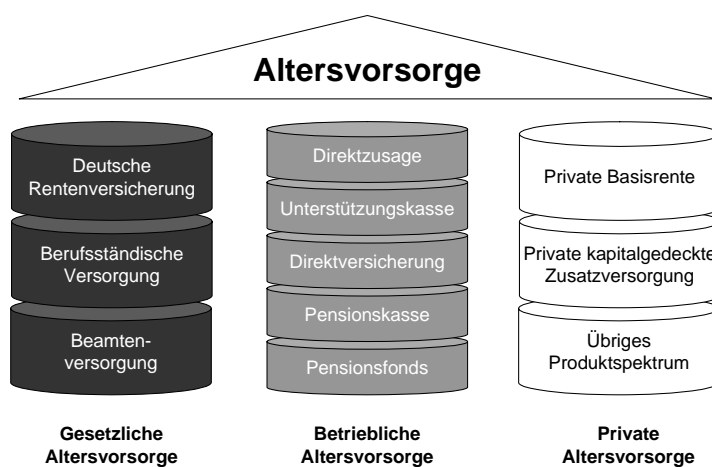 Altersvorsorge
Deutsche
Rentenversicherung
Berufsständische
Versorgung
Beamten-
versorgung
Gesetzliche
Altersvorsorge
Direktzusage
Unterstützungskasse
Direktversicherung
Pensionskasse
Pensionsfonds
Betriebliche
Altersvorsorge
Private Basisrente
Private kapitalgedeckte
Zusatzversorgung
Übriges
Produktspektrum
Private
Altersvorsorge